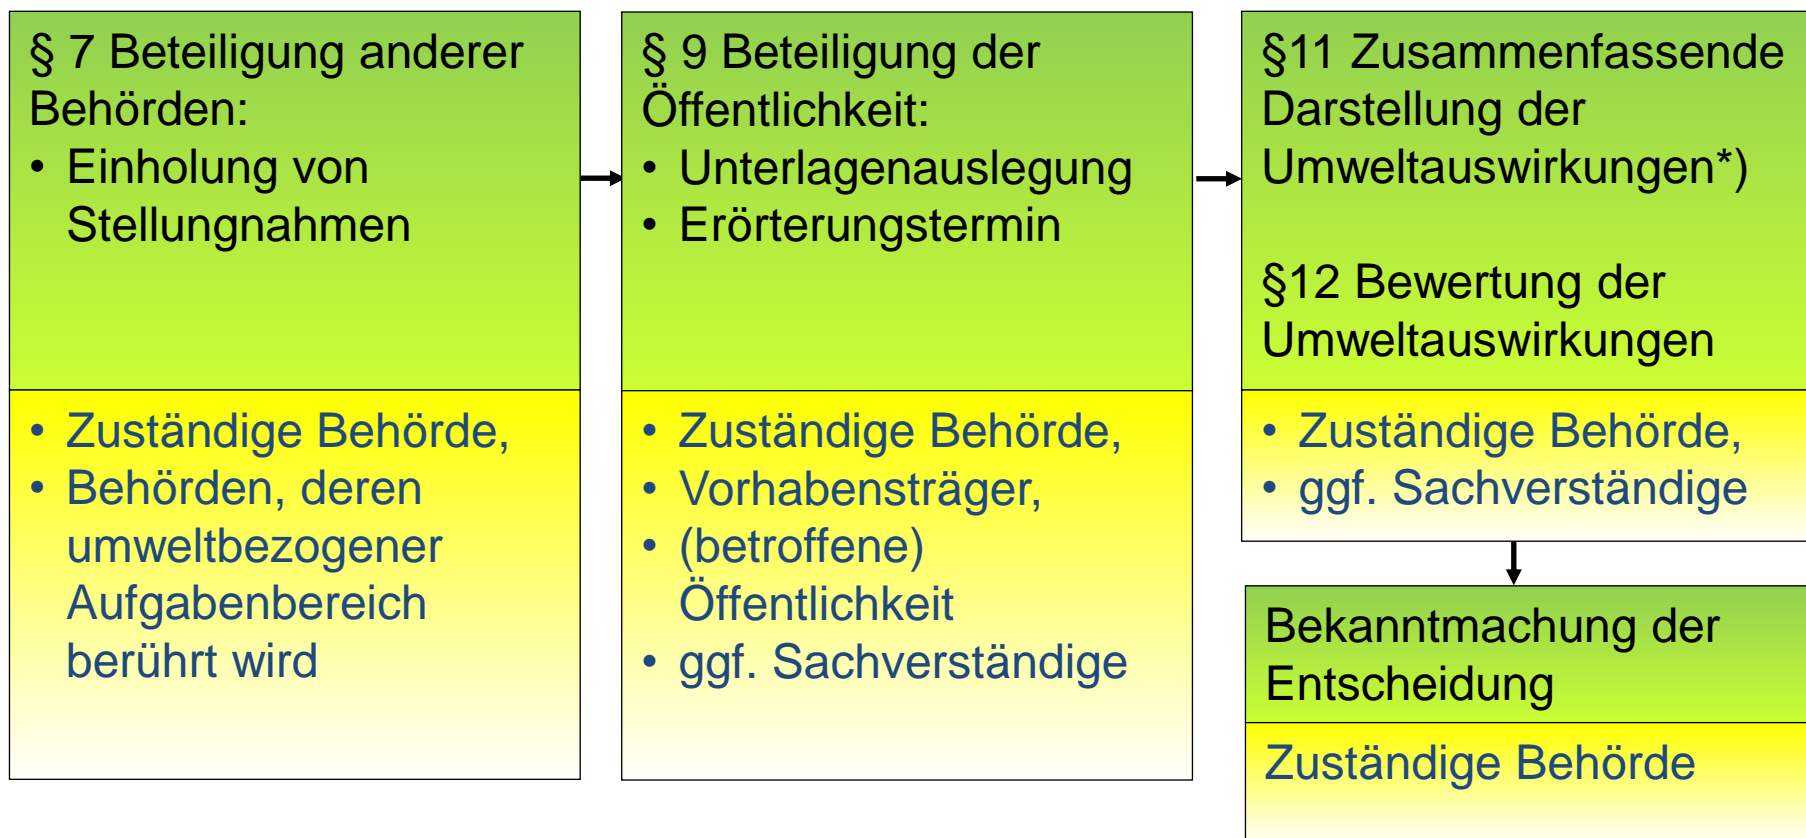 § 7 Beteiligung anderer
Behörden:
• Einholung von
Stellungnahmen
• Zuständige Behörde,
• Behörden, deren
umweltbezogener
Aufgabenbereich
berührt wird
§ 9 Beteiligung der
Öffentlichkeit:
• Unterlagenauslegung
• Erörterungstermin
• Zuständige Behörde,
• Vorhabensträger,
• (betroffene)
Öffentlichkeit
• ggf. Sachverständige
§11 Zusammenfassende
Darstellung der
Umweltauswirkungen*)
§12 Bewertung der
Umweltauswirkungen
• Zuständige Behörde,
• ggf. Sachverständige
Bekanntmachung der
Entscheidung
Zuständige Behörde